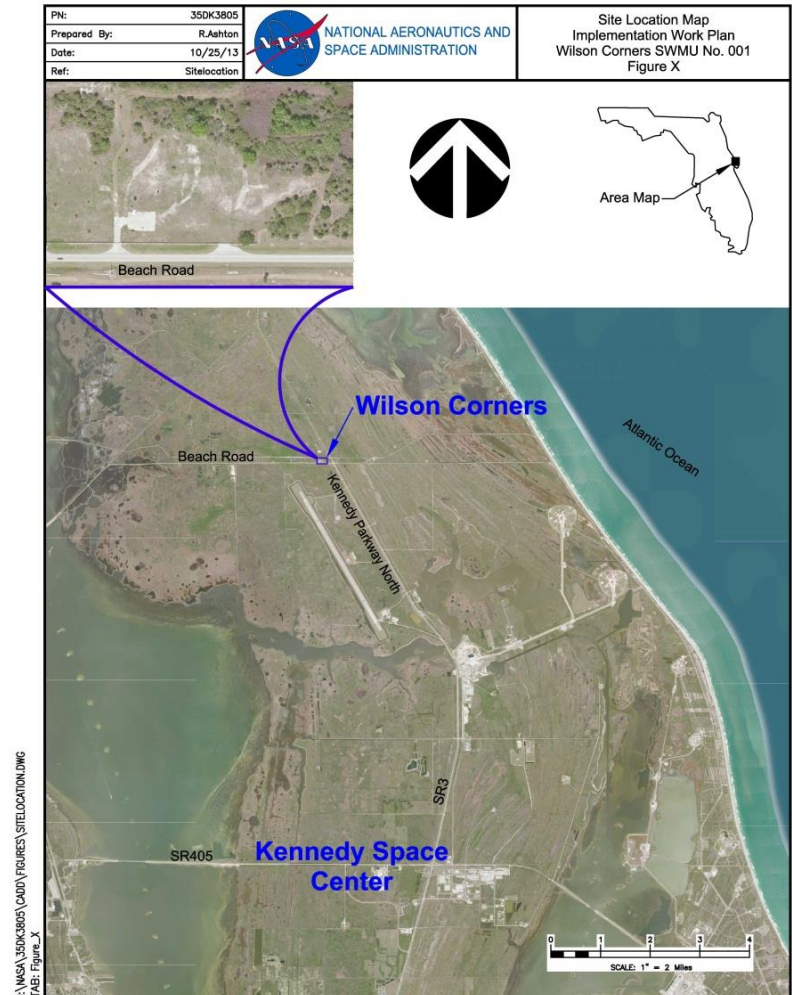 PN: 35DK3805
Prepared By: R.Ashton
Date: 10/25/13
Ref: Sitelocation
NASA
NATIONAL AERONAUTICS AND
SPACE ADMINISTRATION
Site Location Map
Implementation Work Plan
Wilson Corners SWMU No. 001
Figure X
Area Map
Beach Road
Wilson Corners
Beach Road
Atlantic Ocean
Kennedy Parkway North
SR3
SR405
Kennedy Space
Center
0 1 2 3 4
SCALE: 1" = 2 Miles
:\NASA\35DK3805\CADD\FIGURES\SITELOCATION.DWG
TAB: Figure_X